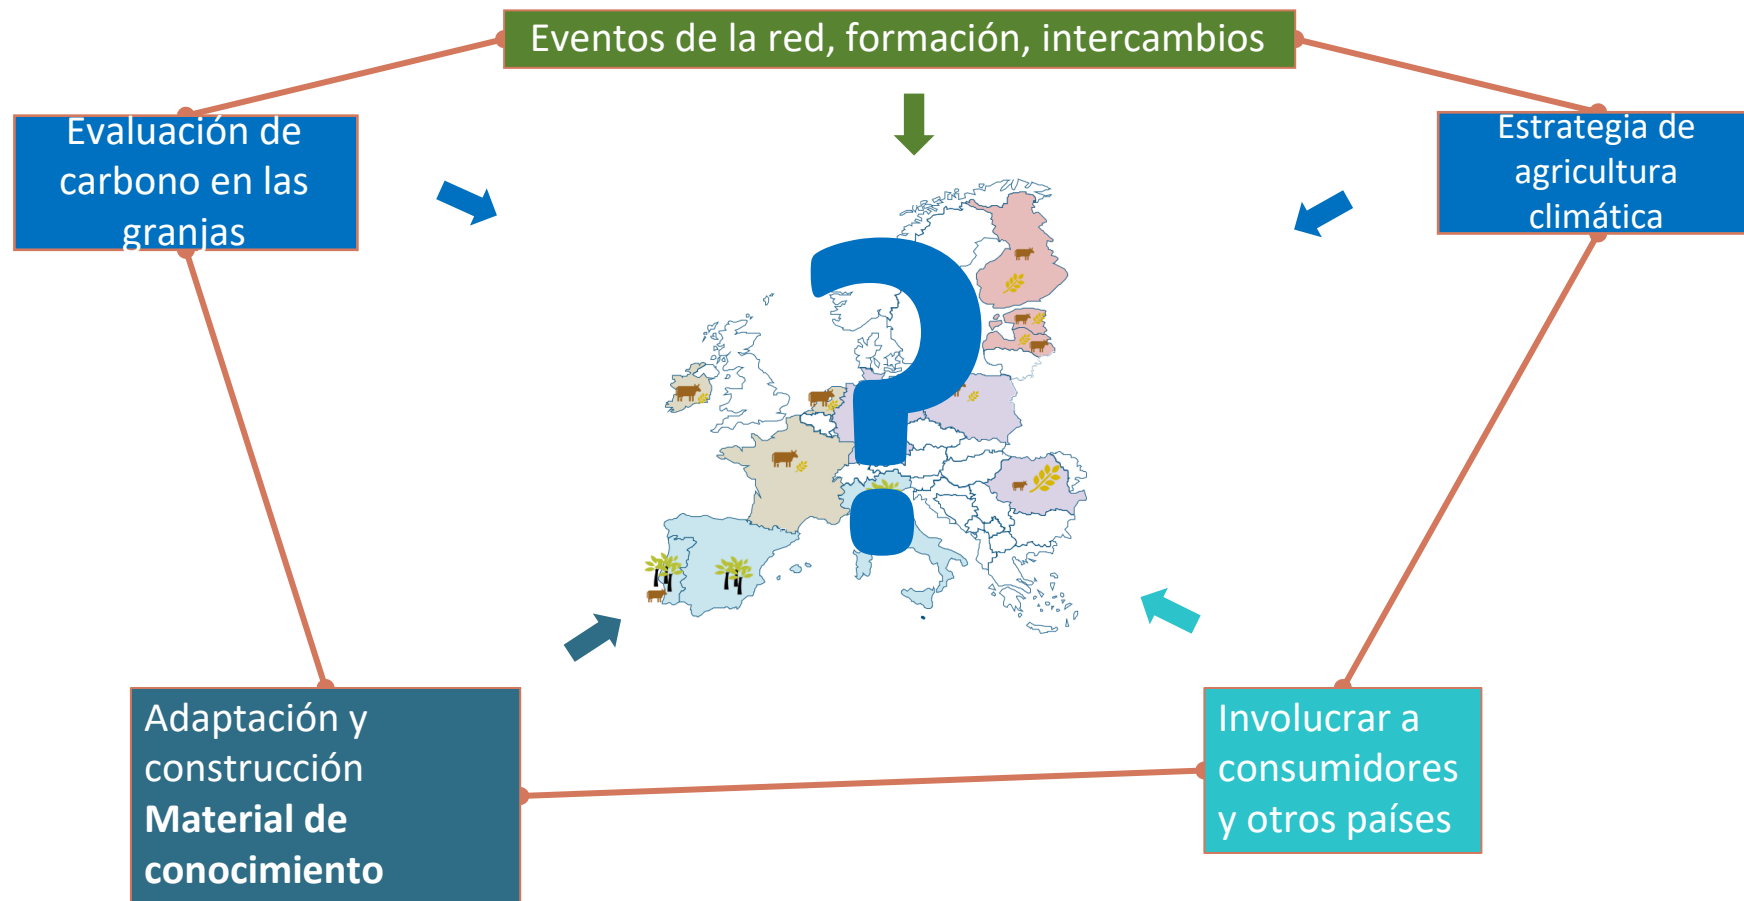 Eventos de la red, formación, intercambios
Evaluación de
carbono en las
granjas
Estrategia de
agricultura
climática
?
Adaptación y
construcción
Material de
conocimiento
Involucrar a
consumidores
y otros países